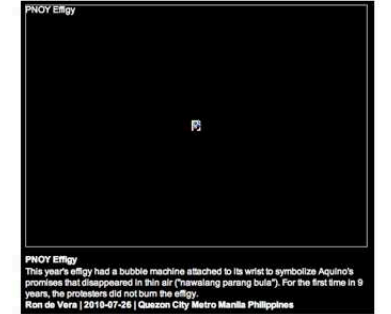 PNOY Effigy
PNOY Effigy
This year's effigy had a bubble machine attached to its wrist to symbolize Aquino's
promises that disappeared in thin air ("nawalang parang bula"). For the first time in 9
years, the protesters did not burn the effigy.
Ron de Vera | 2010-07-26 | Quezon City Metro Manila Philippines